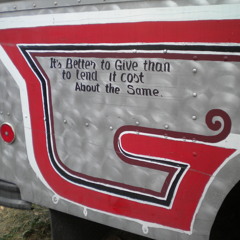 It's Better to Give than
to lend it cost
About the Same